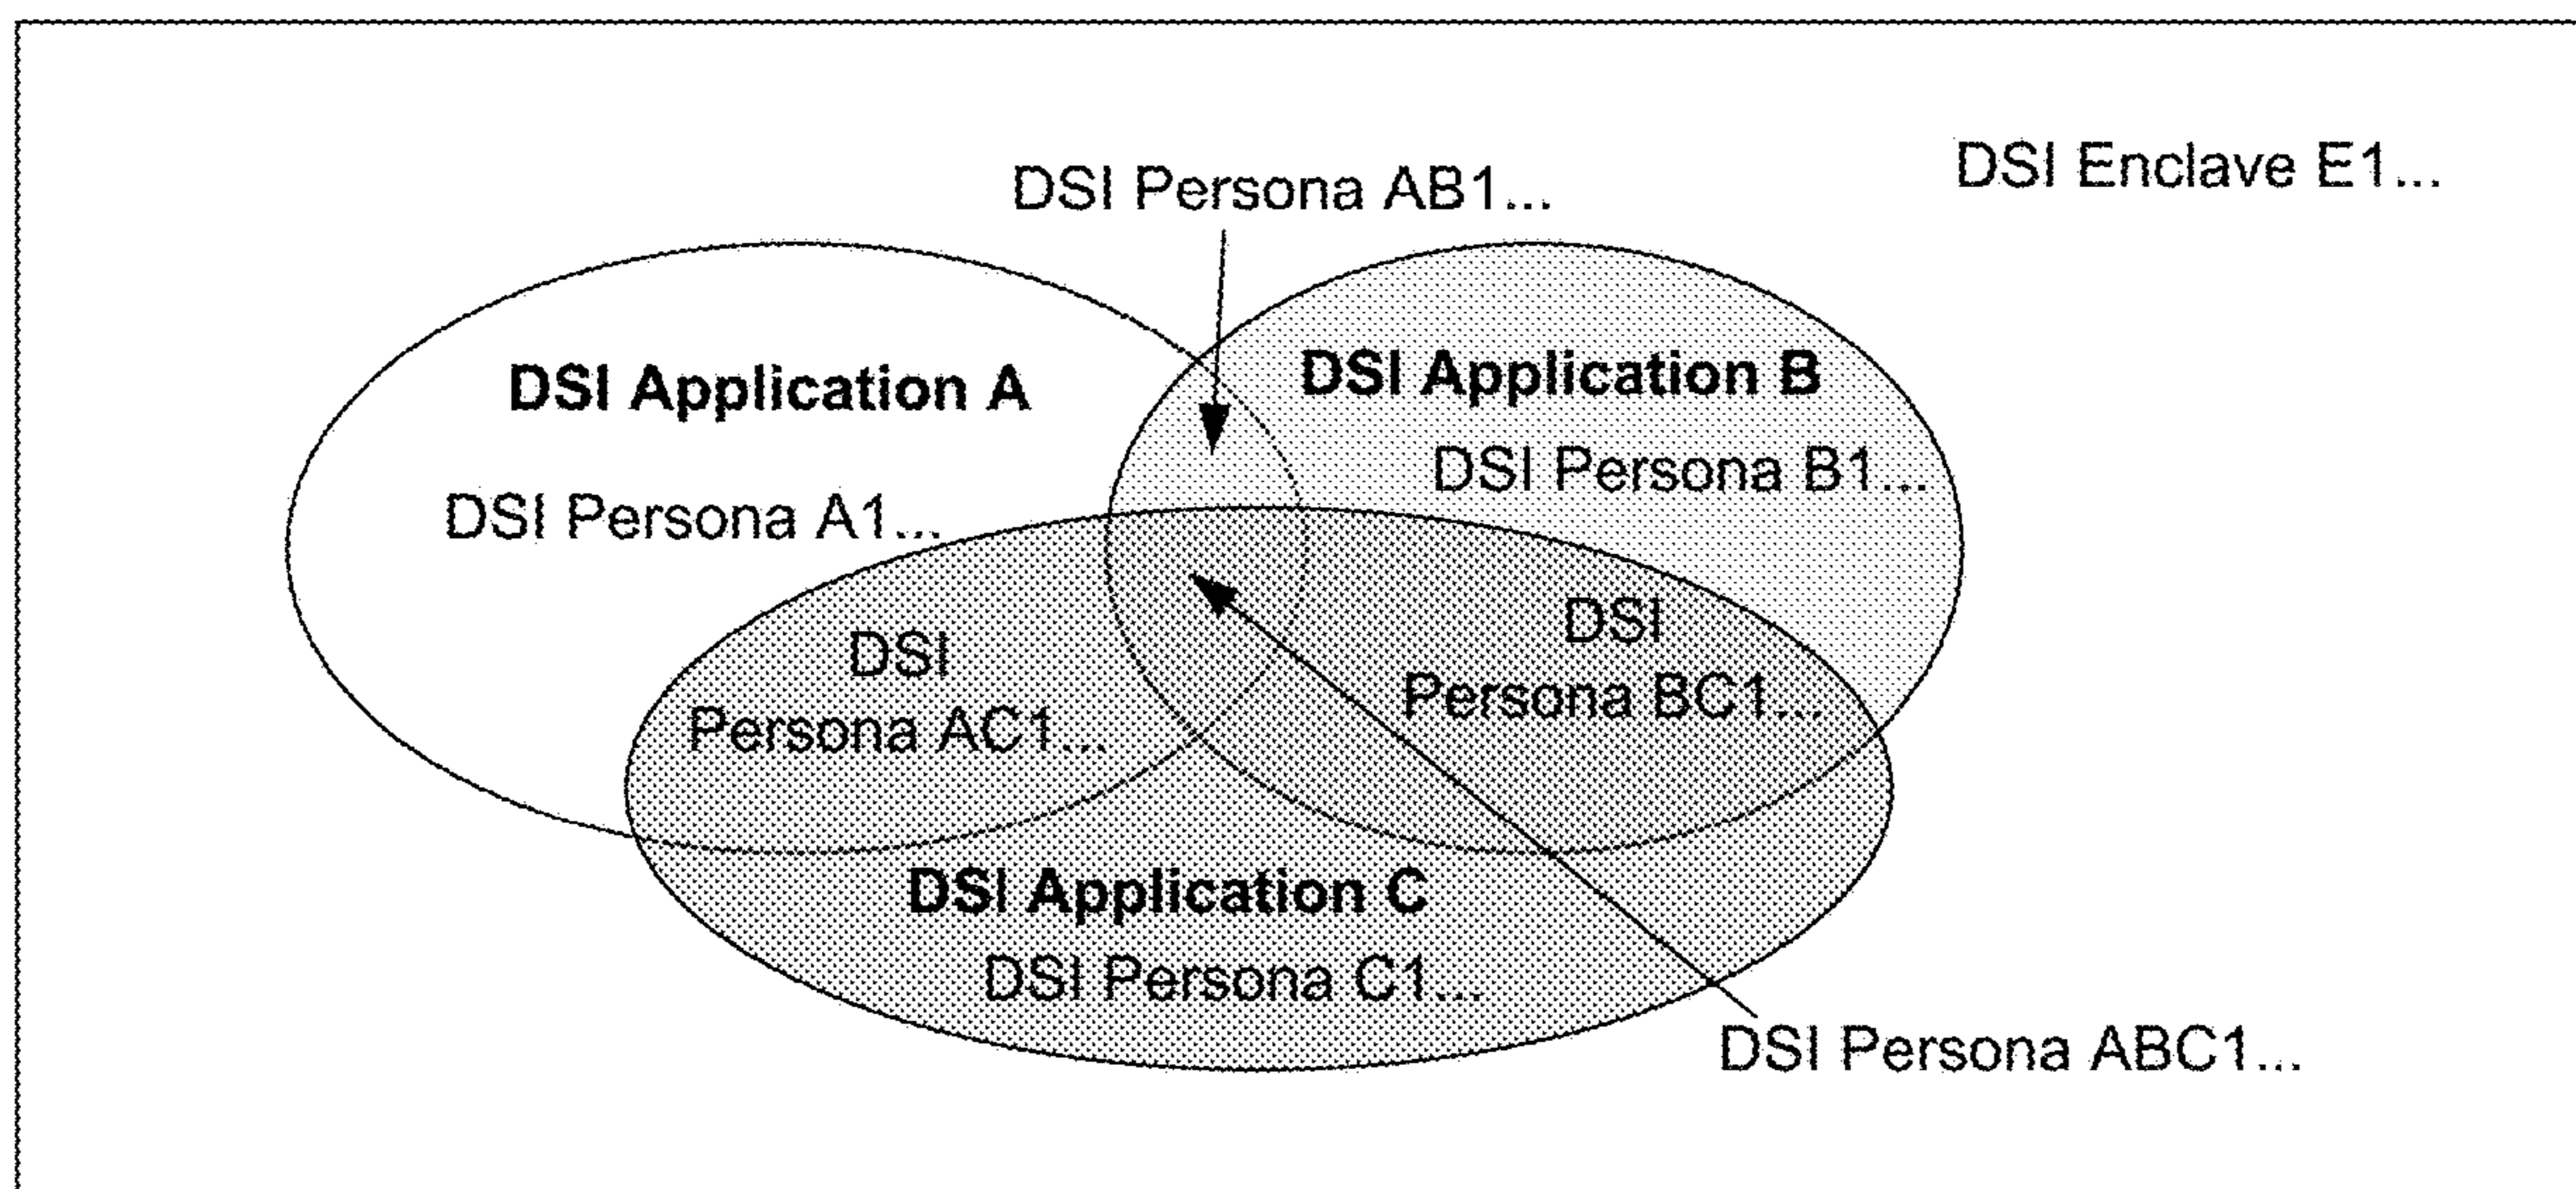 DSI Enclave E1...
DSI Persona AB1...
DSI Application A
DSI Application B
DSI Persona B1...
DSI Persona A1...
DSI
Persona AC1...
DSI
Persona BC1...
DSI Application C
DSI Persona C1...
DSI Persona ABC1...